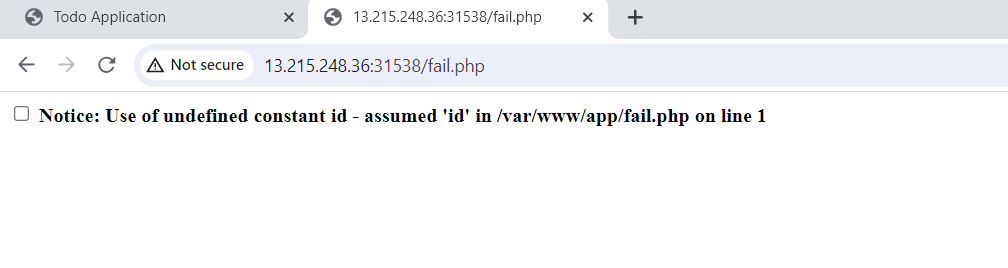 Todo Application
13.215.248.36:31538/fail.php
Not secure
13.215.248.36:31538/fail.php
Notice: Use of undefined constant id - assumed 'id' in /var/www/app/fail.php on line 1